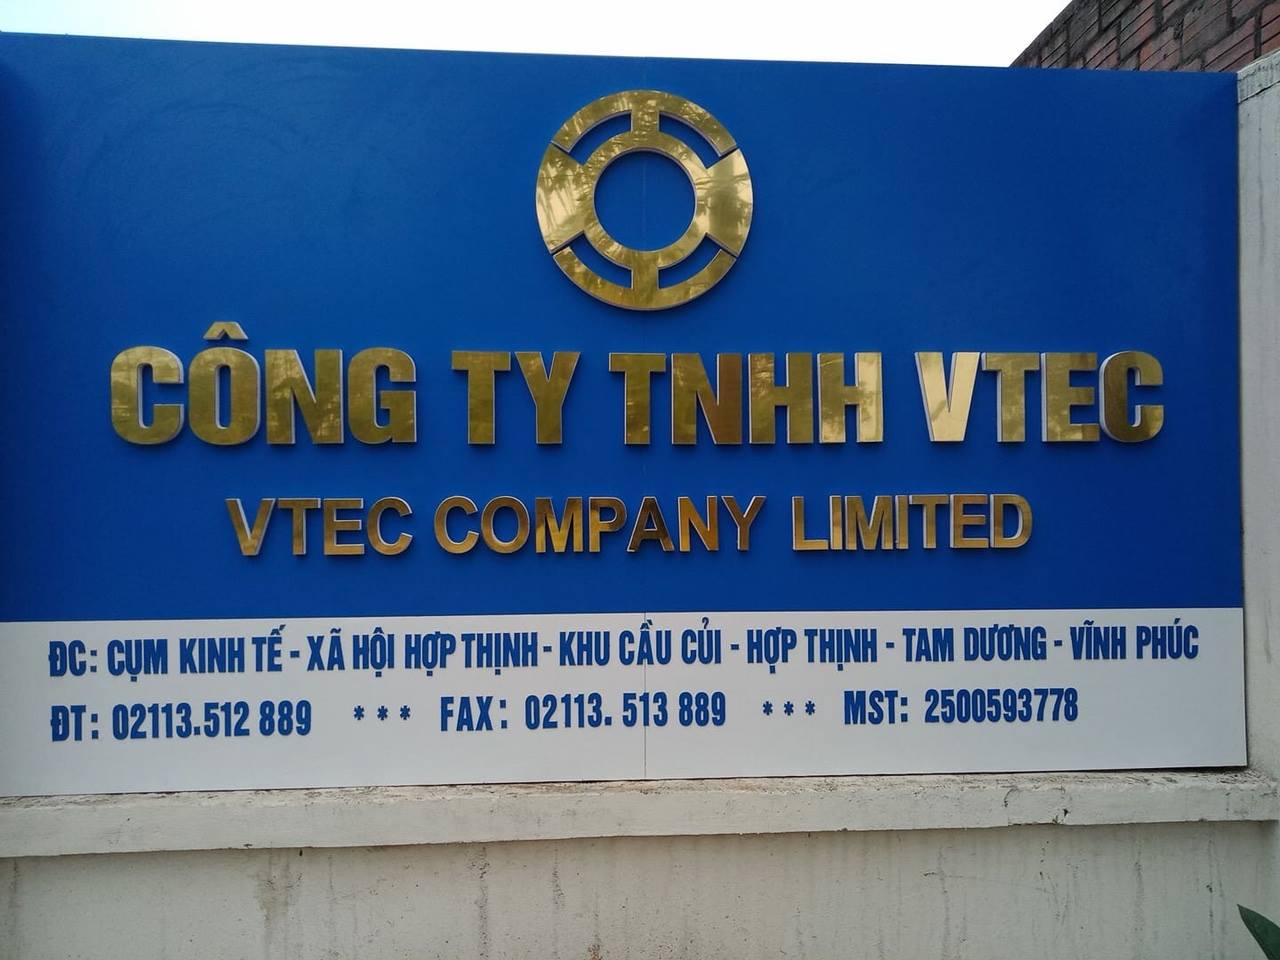 CÔNG TY TNHH VTEC
VTEC COMPANY LIMITED
ĐC: CỤM KINH TẾ - XÃ HỘI HỢP THỊNH - KHU CẦU CỦI - HỢP THỊNH - TAM DƯƠNG - VĨNH PHÚC
ĐT: 02113.512 889 *** FAX: 02113. 513 889 *** MST: 2500593778